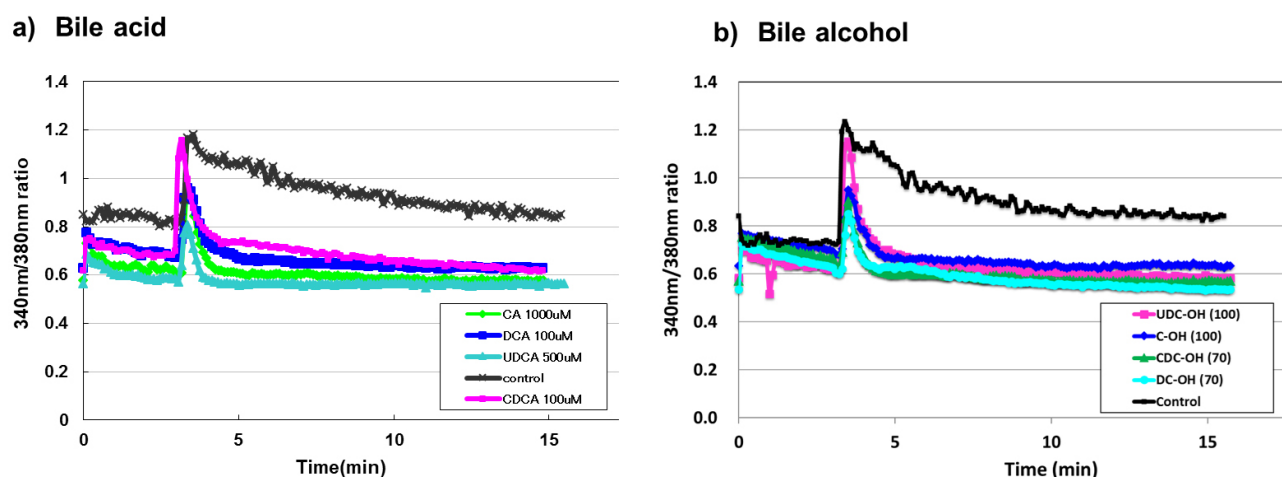 a) Bile acid
1.4
1.2
1
0.8
0.6
0.4
0.2
0
340nm/380nm ratio
0
5
10
15
Time(min)
CA 1000uM
DCA 100uM
UDCA 500uM
control
CDCA 100uM
b) Bile alcohol
1.4
1.2
1.0
0.8
0.6
0.4
0.2
0.0
340nm/380nm ratio
0
5
10
15
Time (min)
UDC-OH (100)
C-OH (100)
CDC-OH (70)
DC-OH (70)
Control